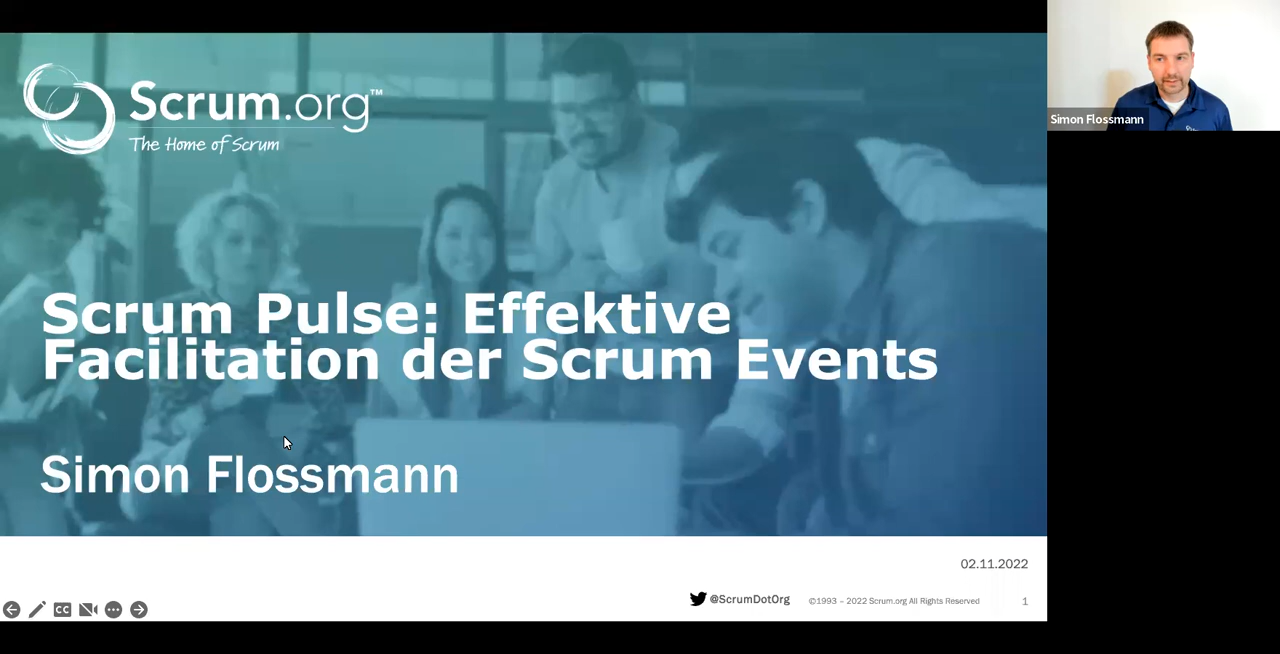 Scrum.org™
The Home of Scrum
Simon Flossmann
Scrum Pulse: Effektive
Facilitation der Scrum Events
Simon Flossmann
02.11.2022
@ScrumDotOrg
©1993 – 2022 Scrum.org All Rights Reserved
1
CC